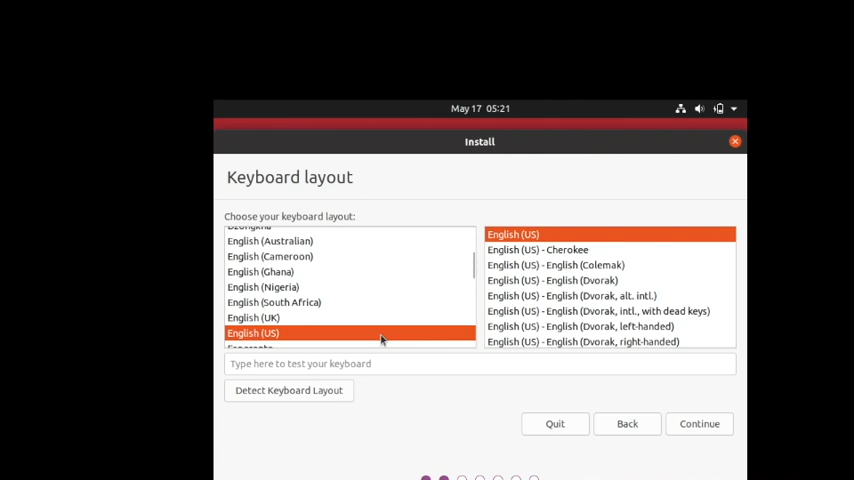 May 17 05:21
Install
Keyboard layout
Choose your keyboard layout:
Dzongkha
English (Australian)
English (Cameroon)
English (Ghana)
English (Nigeria)
English (South Africa)
English (UK)
English (US)
Esperanto
English (US)
English (US) - Cherokee
English (US) - English (Colemak)
English (US) - English (Dvorak)
English (US) - English (Dvorak, alt. intl.)
English (US) - English (Dvorak, intl., with dead keys)
English (US) - English (Dvorak, left-handed)
English (US) - English (Dvorak, right-handed)
Type here to test your keyboard
Detect Keyboard Layout
Quit Back Continue